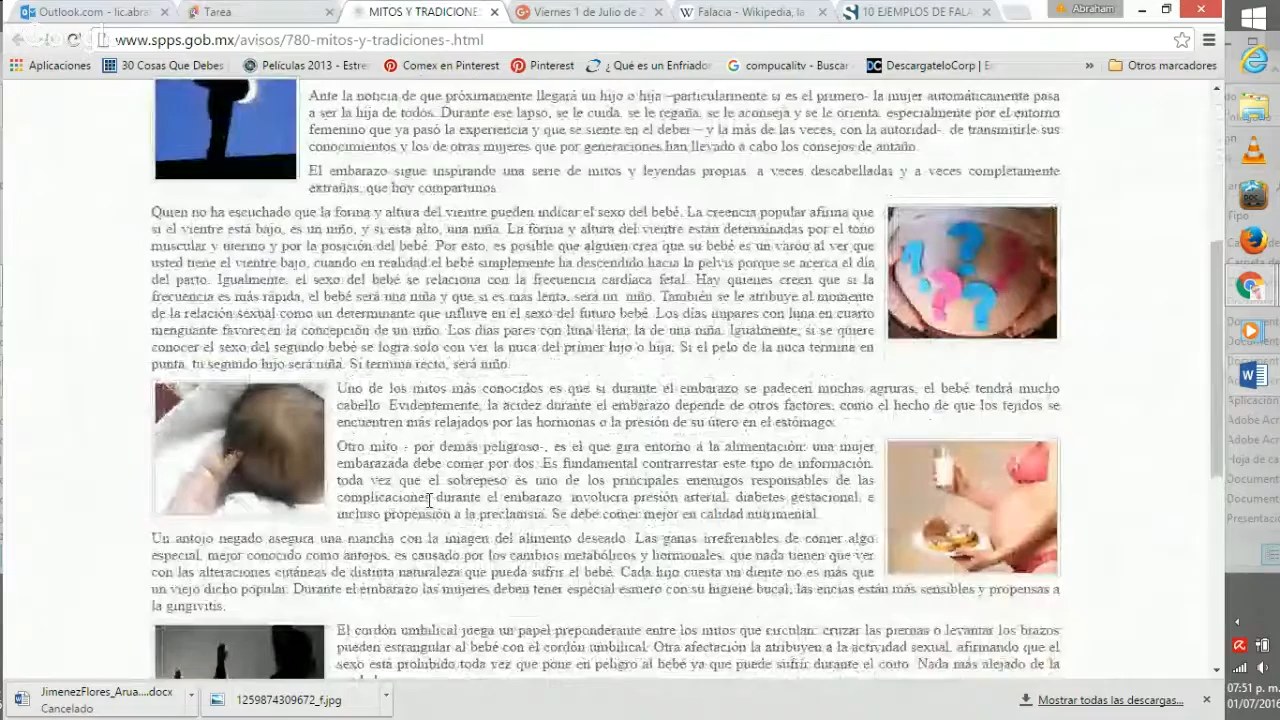 Outlook.com - lic.abra
Tarea
MITOS Y TRADICIONE
Viernes 1 de Julio de 2
Falacia - Wikipedia, la
10 EJEMPLOS DE FALA
Abraham
www.spps.gob.mx/avisos/780-mitos-y-tradiciones-.html
Aplicaciones
30 Cosas Que Debes
Películas 2013 - Estre
Comex en Pinterest
Pinterest
¿ Qué es un Enfriador
compucalitv - Buscar
DescargateloCorp | E
»
Otros marcadores
Ante la noticia de que próximamente llegará un hijo o hija –particularmente si es el primero- la mujer automáticamente pasa
a ser la hija de todos. Durante ese lapso, se le cuida, se le regaña, se le aconseja y se le orienta, especialmente por el entorno
femenino que ya pasó la experiencia y que se siente en el deber – y la más de las veces, con la autoridad- de transmitirle sus
conocimientos y los de otras mujeres que por generaciones han llevado a cabo los consejos de antaño.
El embarazo sigue inspirando una serie de mitos y leyendas propias, a veces descabelladas y a veces completamente
extrañas, que hoy compartimos.
Quien no ha escuchado que la forma y altura del vientre pueden indicar el sexo del bebé. La creencia popular afirma que
si el vientre está bajo, es un niño, y si está alto, una niña. La forma y altura del vientre están determinadas por el tono
muscular y uterino y por la posición del bebé. Por esto, es posible que alguien crea que su bebé es un varón al ver que
usted tiene el vientre bajo, cuando en realidad el bebé simplemente ha descendido hacia la pelvis porque se acerca el día
del parto. Igualmente, el sexo del bebé se relaciona con la frecuencia cardíaca fetal. Hay quienes creen que si la
frecuencia es más rápida, el bebé será una niña y que si es más lenta, será un niño. También se le atribuye al momento
de la relación sexual como un determinante que influye en el sexo del futuro bebé. Los días impares con luna en cuarto
menguante favorecen la concepción de un niño. Los días pares con luna llena, la de una niña. Igualmente, si se quiere
conocer el sexo del segundo bebé se logra solo con ver la nuca del primer hijo o hija. Si el pelo de la nuca termina en
punta, tu segundo hijo será niña. Si termina recto, será niño.
Uno de los mitos más conocidos es que si durante el embarazo se padecen muchas agruras, el bebé tendrá mucho
cabello. Evidentemente, la acidez durante el embarazo depende de otros factores, como el hecho de que los tejidos se
encuentren más relajados por las hormonas o la presión de su útero en el estómago.
Otro mito - por demás peligroso-, es el que gira entorno a la alimentación: una mujer
embarazada debe comer por dos. Es fundamental contrarrestar este tipo de información,
toda vez que el sobrepeso es uno de los principales enemigos responsables de las
complicaciones durante el embarazo, involucra presión arterial, diabetes gestacional, e
incluso propensión a la preclamsia. Se debe comer mejor en calidad nutrimental.
Un antojo negado asegura una mancha con la imagen del alimento deseado. Las ganas irrefrenables de comer algo
especial, mejor conocido como antojos, es causado por los cambios metabólicos y hormonales, que nada tienen que ver
con las alteraciones cutáneas de distinta naturaleza que pueda sufrir el bebé. Cada hijo cuesta un diente no es más que
un viejo dicho popular. Durante el embarazo las mujeres deben tener especial esmero con su higiene bucal, las encías están más sensibles y propensas a
la gingivitis.
El cordón umbilical juega un papel preponderante entre los mitos que circulan: cruzar las piernas o levantar los brazos
pueden estrangular al bebé con el cordón umbilical. Otra afectación la atribuyen a la actividad sexual, afirmando que el
sexo está prohibido toda vez que pone en peligro al bebé ya que puede sufrir durante el coito. Nada más alejado de la
JimenezFlores_Arua....docx
Cancelado
1259874309672_f.jpg
Mostrar todas las descargas...
Tipo
Carpeta de
Document
Document
Aplicación
Adobe Acr
Adobe Acr
Hoja de ca
Document
Document
Presentació
07:51 p. m.
01/07/2016